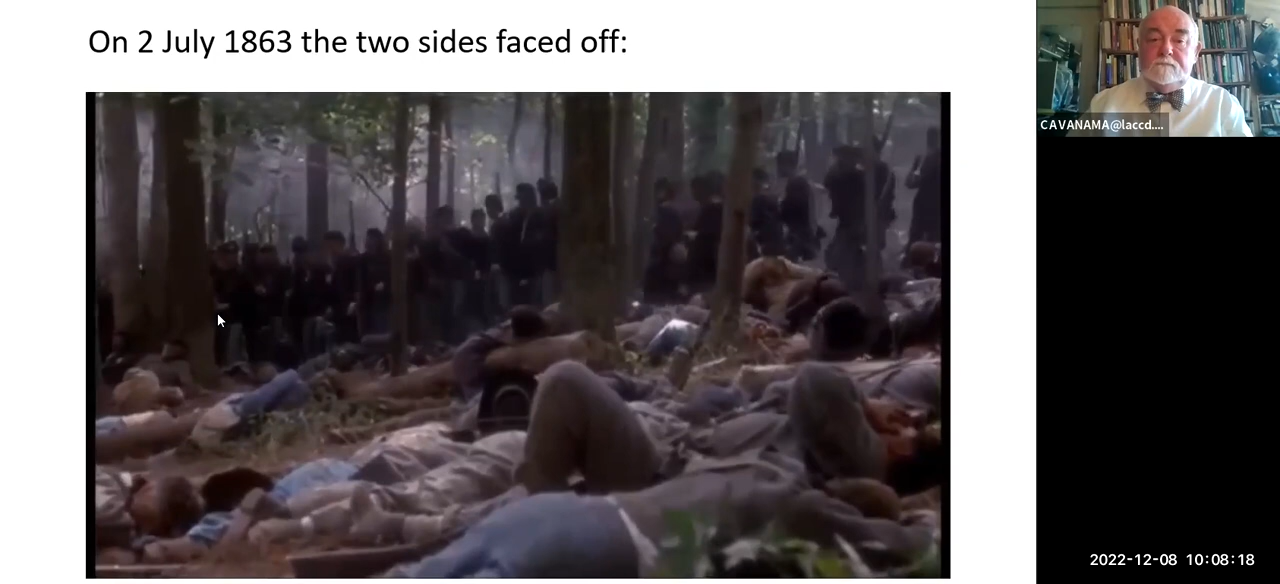 On 2 July 1863 the two sides faced off:
CAVANAMA@laccd....
2022-12-08 10:08:18